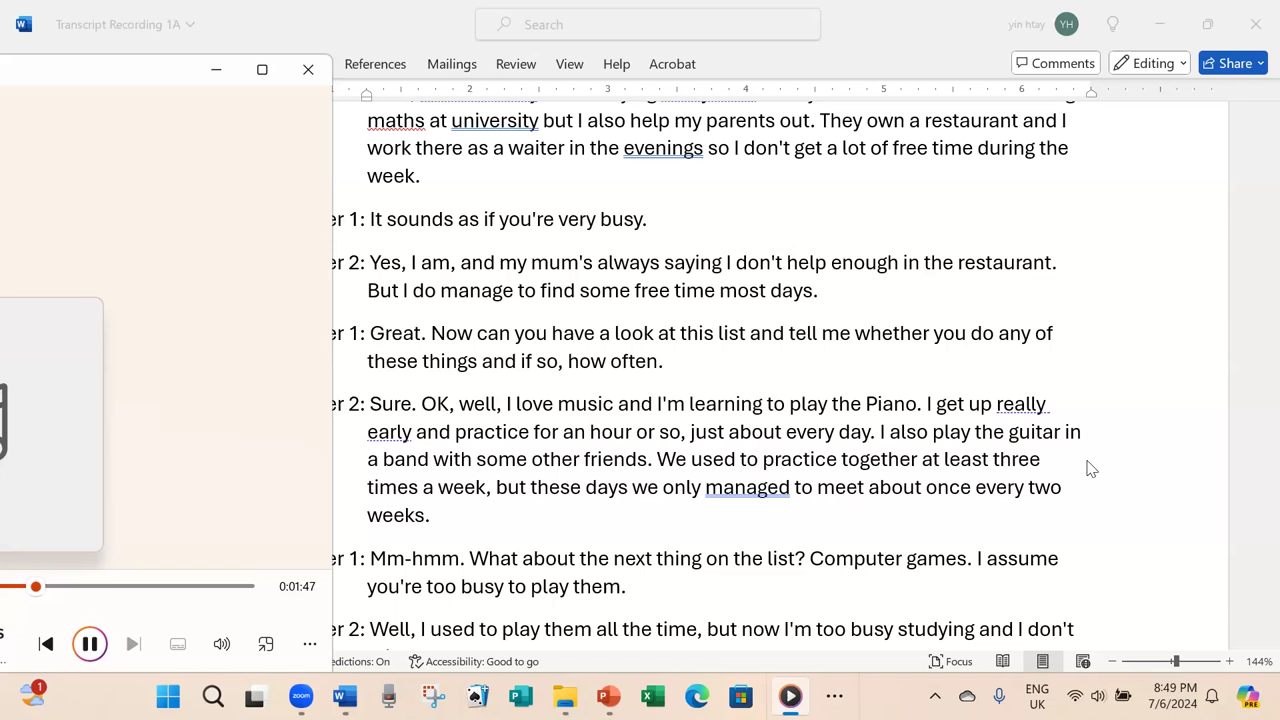 Transcript Recording 1A
Search
yin htay
YH
References
Mailings
Review
View
Help
Acrobat
Comments
Editing
Share
2
3
4
5
6
maths at university but I also help my parents out. They own a restaurant and I
work there as a waiter in the evenings so I don't get a lot of free time during the
week.
er 1: It sounds as if you're very busy.
er 2: Yes, I am, and my mum's always saying I don't help enough in the restaurant.
But I do manage to find some free time most days.
er 1: Great. Now can you have a look at this list and tell me whether you do any of
these things and if so, how often.
er 2: Sure. OK, well, I love music and I'm learning to play the Piano. I get up really
early and practice for an hour or so, just about every day. I also play the guitar in
a band with some other friends. We used to practice together at least three
times a week, but these days we only managed to meet about once every two
weeks.
er 1: Mm-hmm. What about the next thing on the list? Computer games. I assume
you're too busy to play them.
er 2: Well, I used to play them all the time, but now I'm too busy studying and I don't
0:01:47
edictions: On
Accessibility: Good to go
Focus
144%
1
zoom
ENG
UK
8:49 PM
7/6/2024
PRE